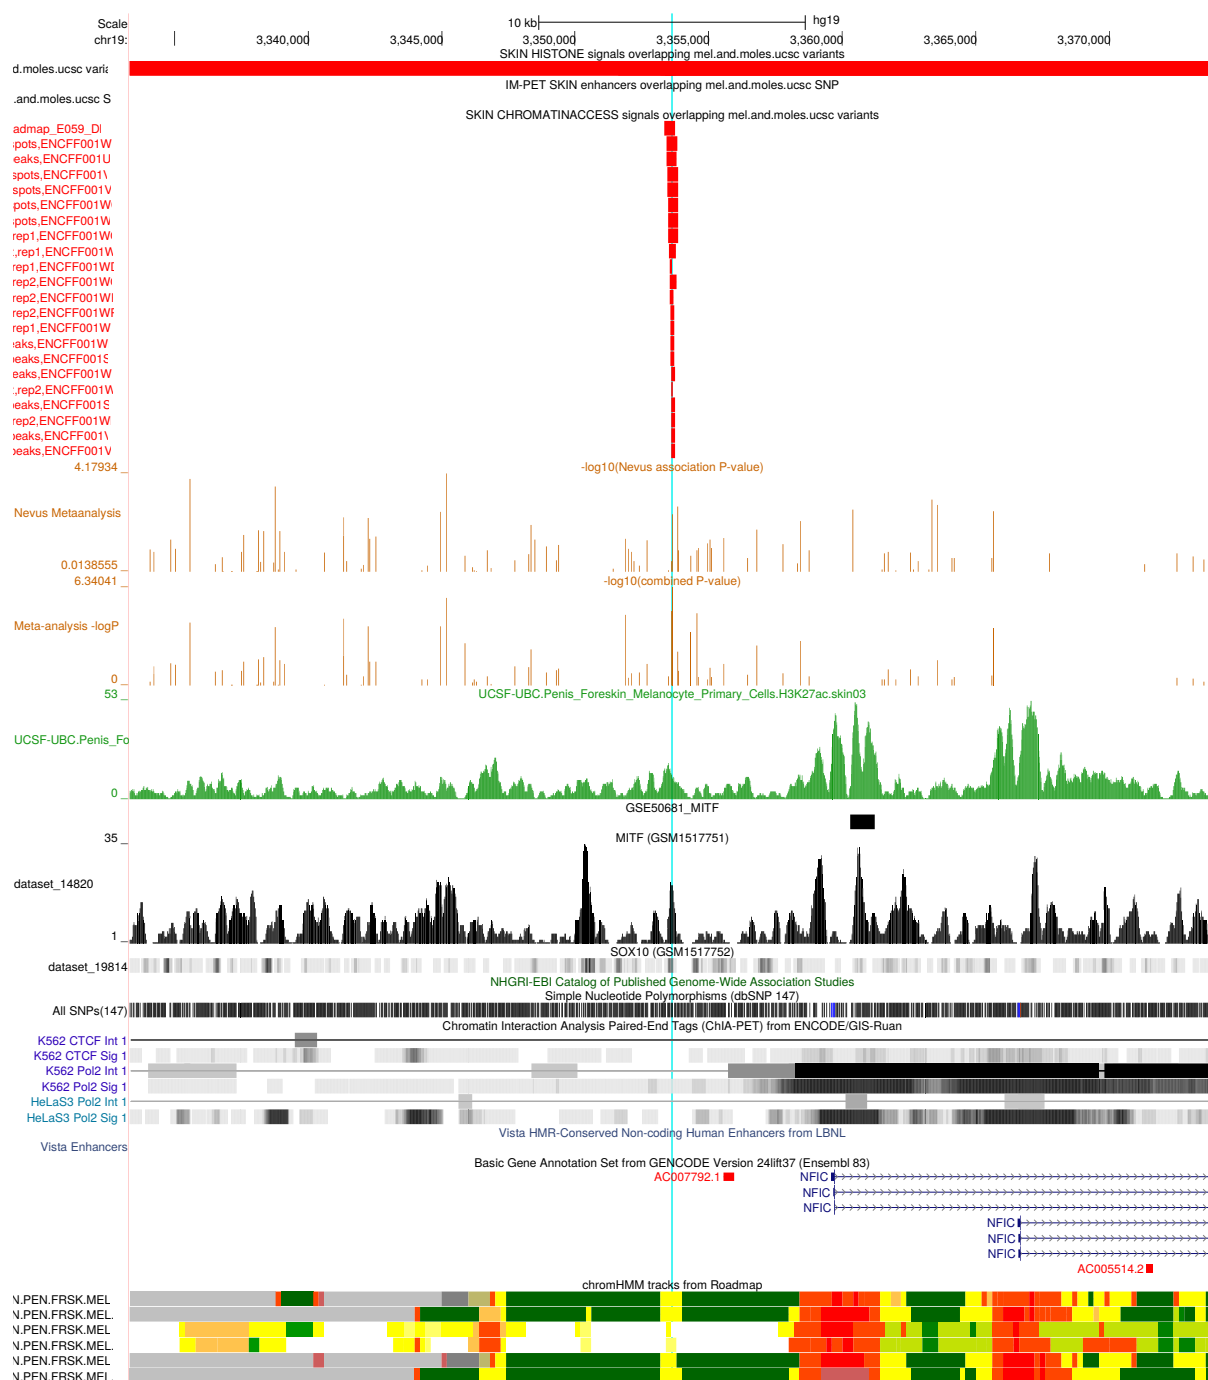 Scale 10 kb hg19
chr19: 3,340,000 3,345,000 3,350,000 3,355,000 3,360,000 3,365,000 3,370,000
SKIN HISTONE signals overlapping mel.and.moles.ucsc variants
d.moles.ucsc varia
IM-PET SKIN enhancers overlapping mel.and.moles.ucsc SNP
.and.moles.ucsc S
SKIN CHROMATINACCESS signals overlapping mel.and.moles.ucsc variants
admap_E059_D
spots,ENCFF001W
eaks,ENCFF001U
spots,ENCFF001V
spots,ENCFF001V
pots,ENCFF001W
spots,ENCFF001W
rep1,ENCFF001W
,rep1,ENCFF001W
rep1,ENCFF001W
rep2,ENCFF001W
rep2,ENCFF001W
rep2,ENCFF001W
rep1,ENCFF001W
eaks,ENCFF001W
eaks,ENCFF001S
eaks,ENCFF001W
,rep2,ENCFF001W
eaks,ENCFF001S
rep2,ENCFF001W
eaks,ENCFF001
eaks,ENCFF001V
4.17934 -log10(Nevus association P-value)
Nevus Metaanalysis
0.0138555
6.34041 -log10(combined P-value)
Meta-analysis -logP
0
53 UCSF-UBC.Penis_Foreskin_Melanocyte_Primary_Cells.H3K27ac.skin03
UCSF-UBC.Penis_Fo
0
GSE50681_MITF
35 MITF (GSM1517751)
dataset_14820
1
SOX10 (GSM1517752)
dataset_19814
NHGRI-EBI Catalog of Published Genome-Wide Association Studies
Simple Nucleotide Polymorphisms (dbSNP 147)
All SNPs(147)
Chromatin Interaction Analysis Paired-End Tags (ChIA-PET) from ENCODE/GIS-Ruan
K562 CTCF Int 1
K562 CTCF Sig 1
K562 Pol2 Int 1
K562 Pol2 Sig 1
HeLaS3 Pol2 Int 1
HeLaS3 Pol2 Sig 1
Vista HMR-Conserved Non-coding Human Enhancers from LBNL
Vista Enhancers
Basic Gene Annotation Set from GENCODE Version 24lift37 (Ensembl 83)
AC007792.1 NFIC
NFIC
NFIC
NFIC
NFIC
NFIC
AC005514.2
chromHMM tracks from Roadmap
N.PEN.FRSK.MEL
N.PEN.FRSK.MEL.
N.PEN.FRSK.MEL
N.PEN.FRSK.MEL.
N.PEN.FRSK.MEL
N.PEN.FRSK.MEL.